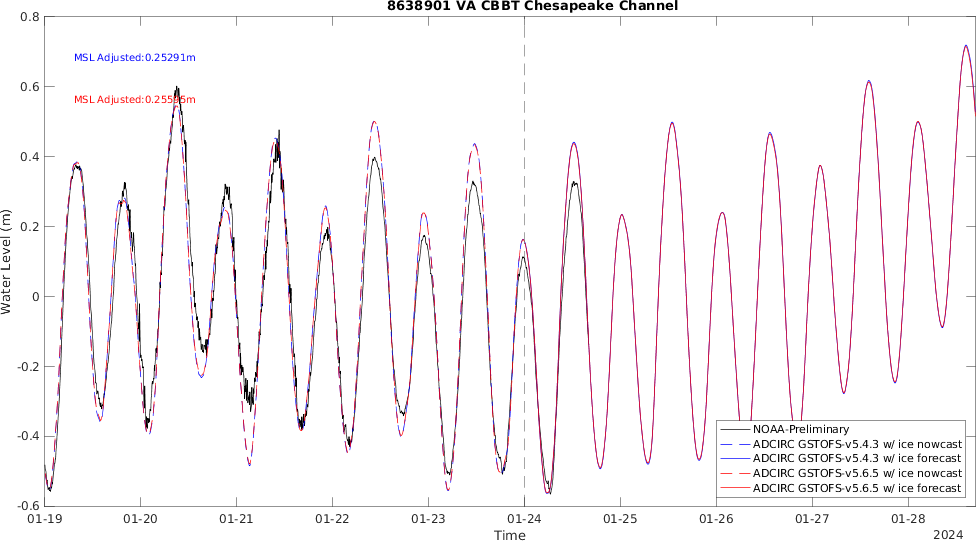 8638901 VA CBBT Chesapeake Channel
0.8
MSL Adjusted:0.25291m
0.6
MSL Adjusted:0.25595m
0.4
0.2
Water Level (m)
0
-0.2
-0.4
NOAA-Preliminary
ADCIRC GSTOFS-v5.4.3 w/ ice nowcast
ADCIRC GSTOFS-v5.4.3 w/ ice forecast
ADCIRC GSTOFS-v5.6.5 w/ ice nowcast
ADCIRC GSTOFS-v5.6.5 w/ ice forecast
-0.6
01-19 01-20 01-21 01-22 01-23 01-24 01-25 01-26 01-27 01-28
Time
2024